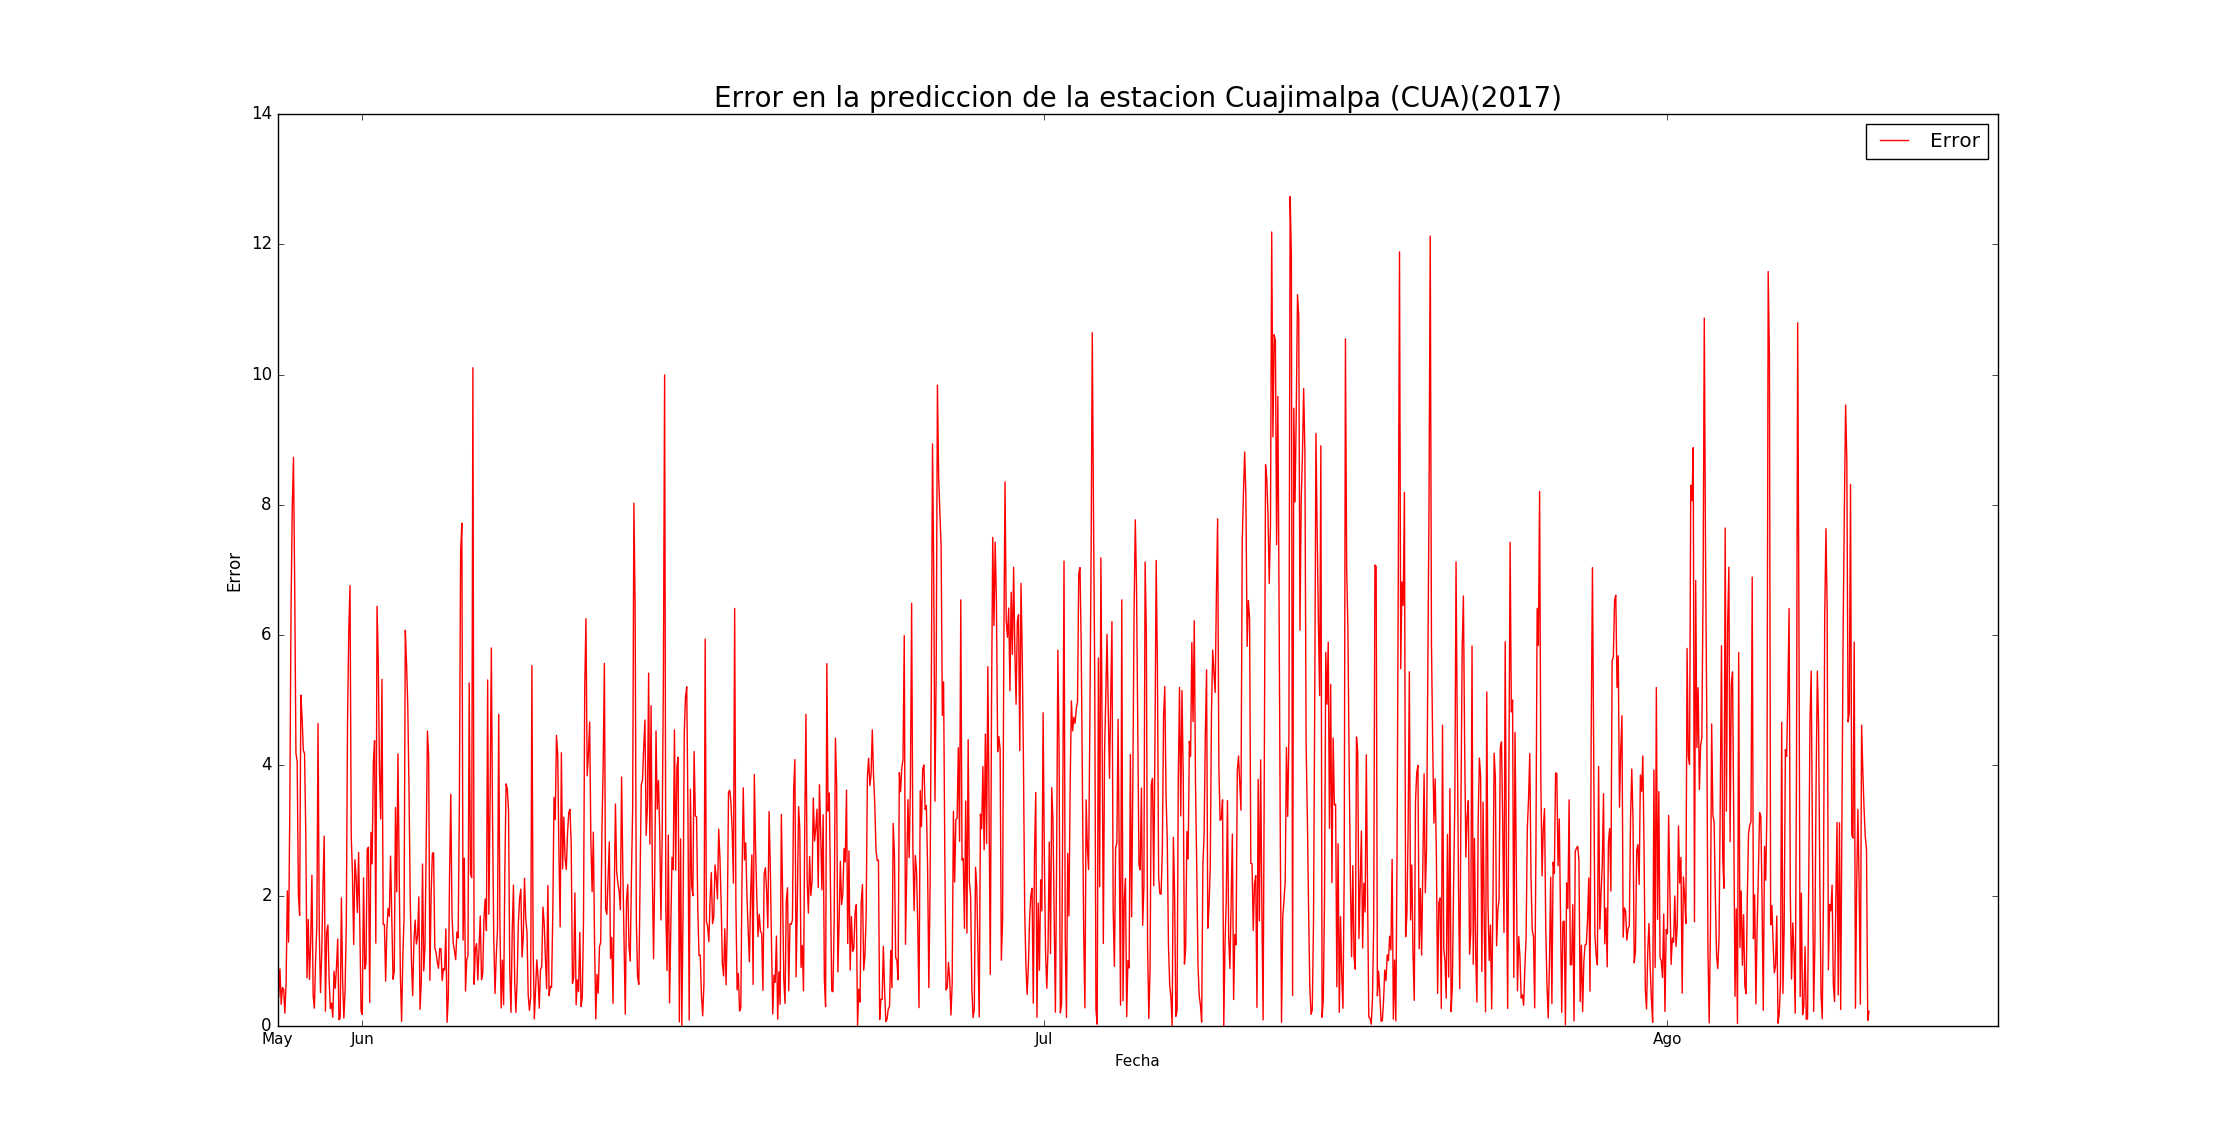 Error en la prediccion de la estacion Cuajimalpa (CUA)(2017)
Error
14
12
10
8
6
4
2
0
Error
May
Jun
Jul
Ago
Fecha